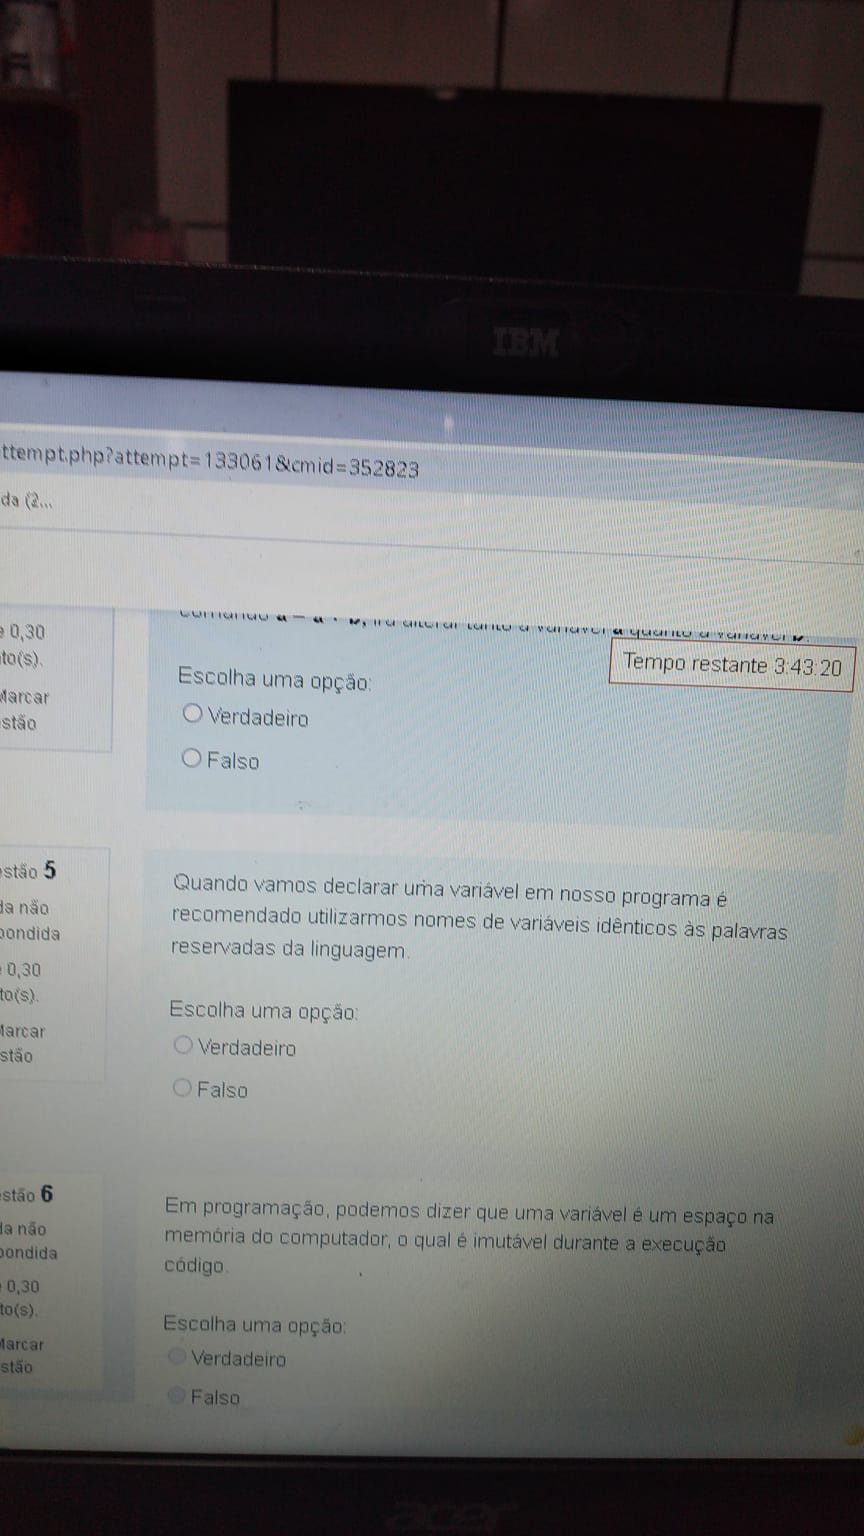 IBM
ttempt.php?attempt=133061&cmid=352823
da (2...
0,30
to(s).
Marcar
stão
Tempo restante 3:43:20
Escolha uma opção:
Verdadeiro
Falso
estão 5
da não
pondida
0,30
to(s).
Marcar
stão
Quando vamos declarar uma variável em nosso programa é
recomendado utilizarmos nomes de variáveis idênticos às palavras
reservadas da linguagem.
Escolha uma opção:
Verdadeiro
Falso
estão 6
da não
pondida
0,30
to(s).
Marcar
stão
Em programação, podemos dizer que uma variável é um espaço na
memória do computador, o qual é imutável durante a execução
código.
Escolha uma opção:
Verdadeiro
Falso
acer